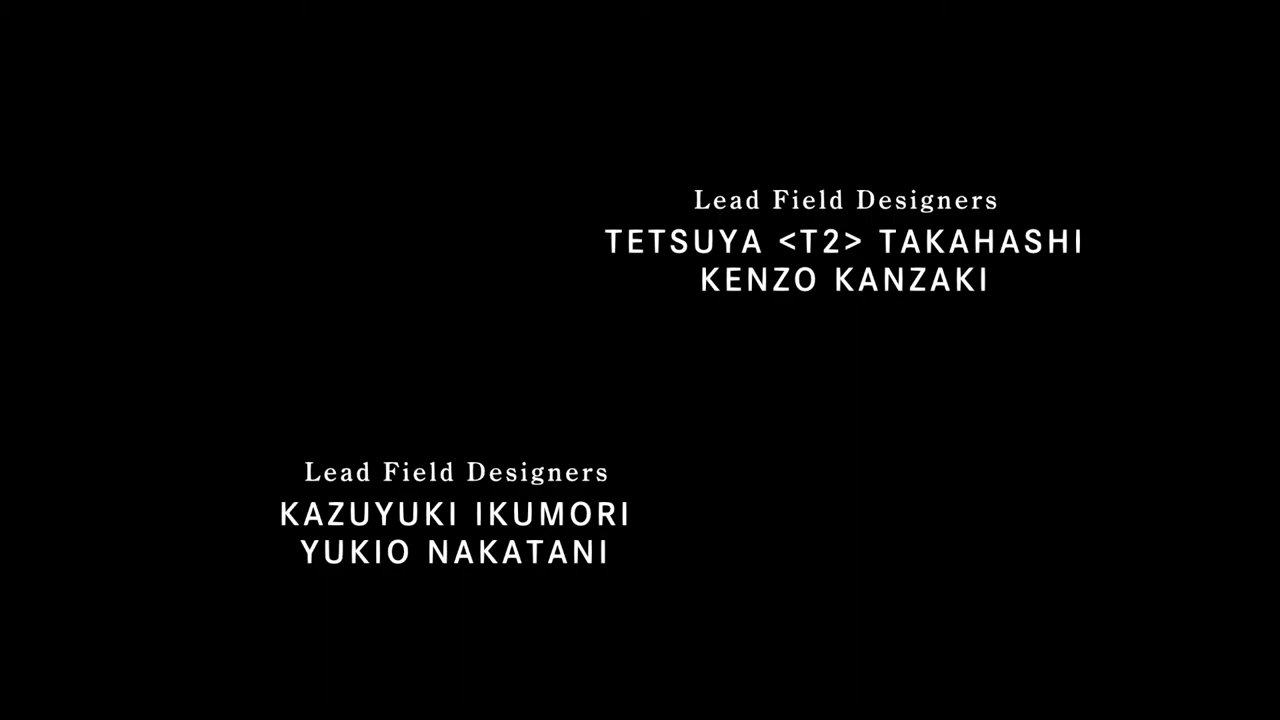 Lead Field Designers
TETSUYA <T2> TAKAHASHI
KENZO KANZAKI
Lead Field Designers
KAZUYUKI IKUMORI
YUKIO NAKATANI